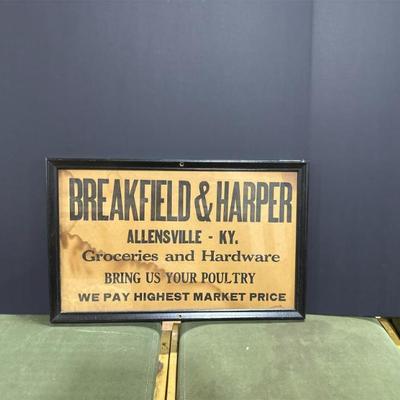 BREAKFIELD & HARPER
ALLENSVILLE - KY.
Groceries and Hardware
BRING US YOUR POULTRY
WE PAY HIGHEST MARKET PRICE